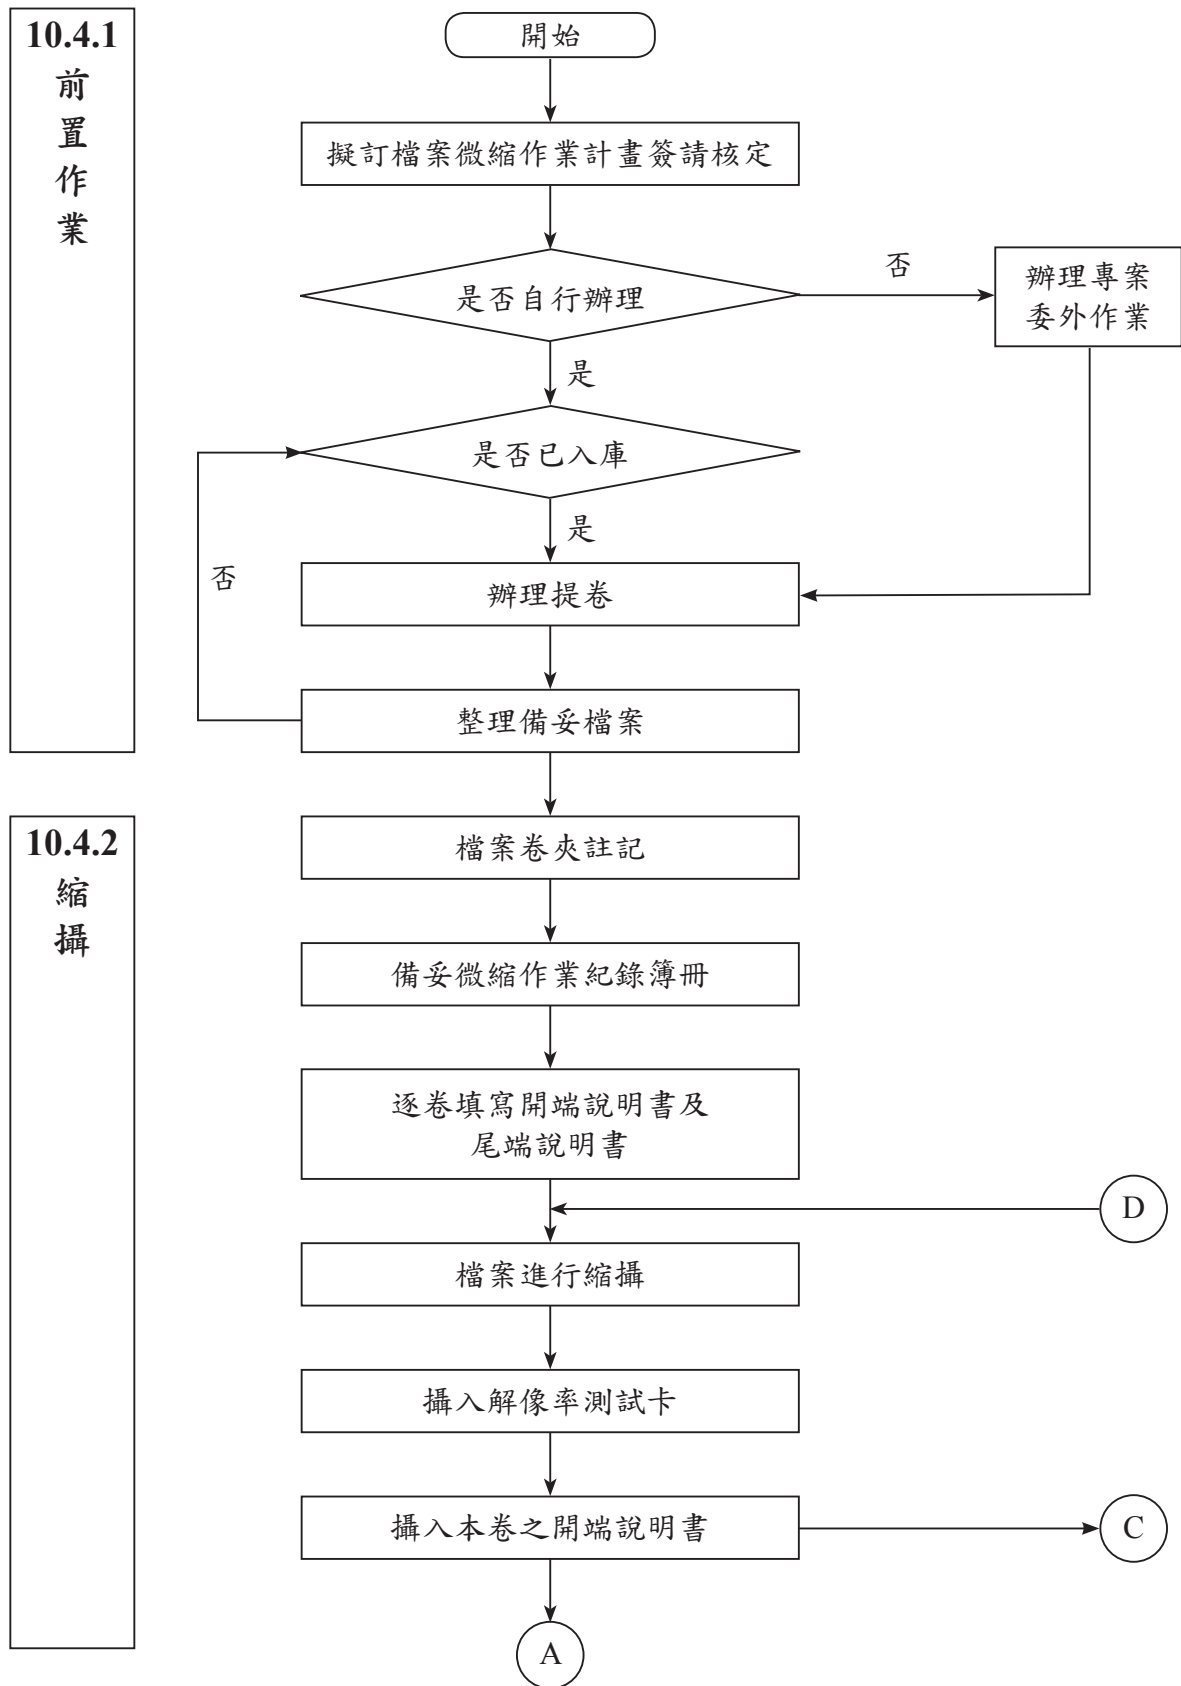 10.4.1
前
置
作
業
開始
擬訂檔案微縮作業計畫簽請核定
是否自行辦理
否
辦理專案
委外作業
是
是否已入庫
是
否
辦理提卷
整理備妥檔案
10.4.2
縮
攝
檔案卷夾註記
備妥微縮作業紀錄簿冊
逐卷填寫開端說明書及
尾端說明書
D
檔案進行縮攝
攝入解像率測試卡
攝入本卷之開端說明書
C
A